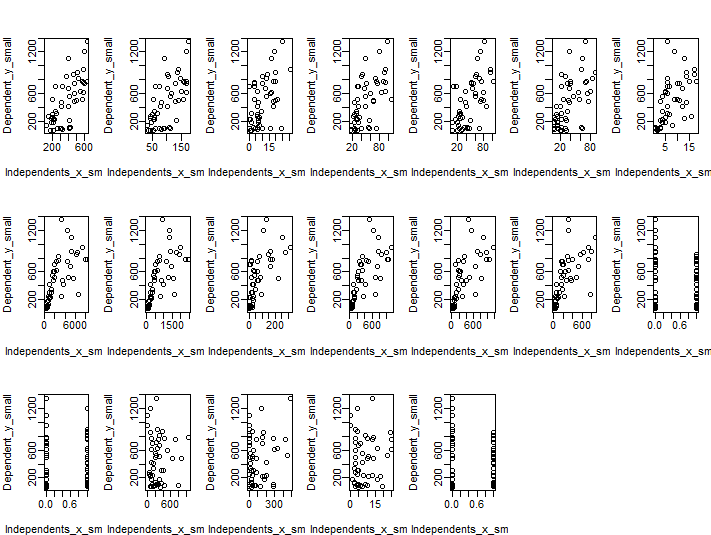 Dependent_y_small Dependent_y_small Dependent_y_small Dependent_y_small Dependent_y_small Dependent_y_small Dependent_y_small
200 600 1200 200 600 1200 200 600 1200 200 600 1200 200 600 1200 200 600 1200 200 600 1200
200 600 50 150 0 15 20 80 20 80 20 80 5 15
Independents_x_sm Independents_x_sm Independents_x_sm Independents_x_sm Independents_x_sm Independents_x_sm Independents_x_sm
Dependent_y_small Dependent_y_small Dependent_y_small Dependent_y_small Dependent_y_small Dependent_y_small Dependent_y_small
200 600 1200 200 600 1200 200 600 1200 200 600 1200 200 600 1200 200 600 1200 200 600 1200
0 6000 0 1500 0 200 0 600 0 600 0 600 0.0 0.6
Independents_x_sm Independents_x_sm Independents_x_sm Independents_x_sm Independents_x_sm Independents_x_sm Independents_x_sm
Dependent_y_small Dependent_y_small Dependent_y_small Dependent_y_small Dependent_y_small
200 600 1200 200 600 1200 200 600 1200 200 600 1200 200 600 1200
0.0 0.6 0 600 0 300 0 15 0.0 0.6
Independents_x_sm Independents_x_sm Independents_x_sm Independents_x_sm Independents_x_sm